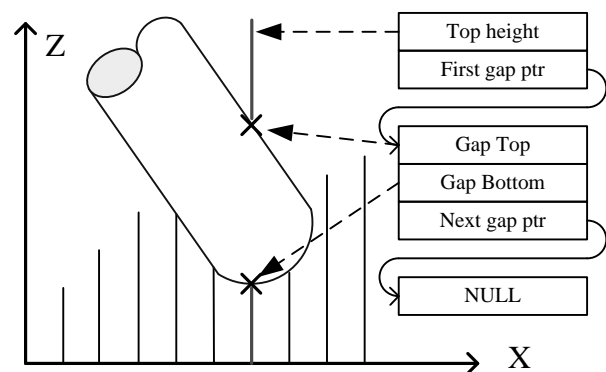 Z
Top height
First gap ptr
Gap Top
Gap Bottom
Next gap ptr
NULL
X